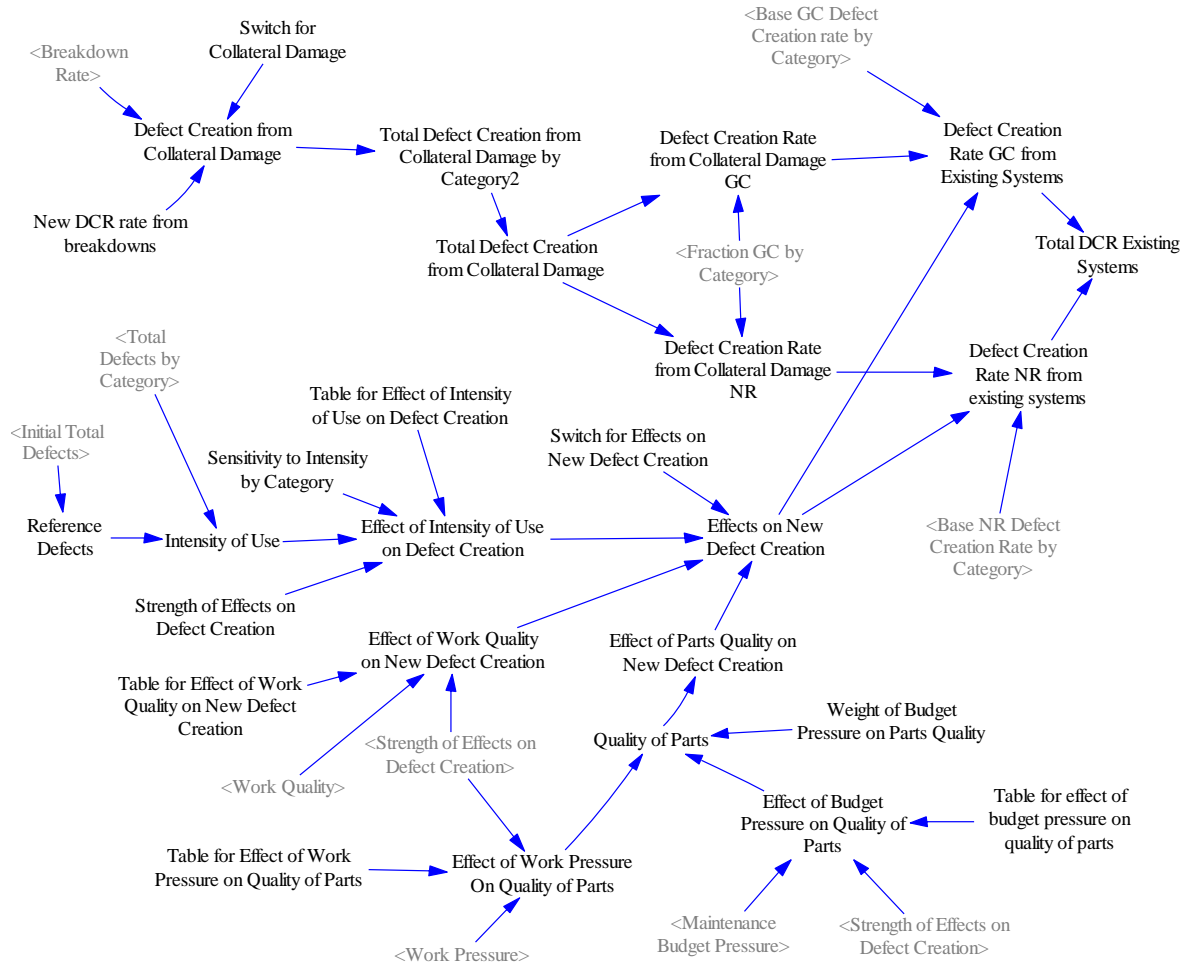 <Base GC Defect
Creation rate by
Category>
Switch for
Collateral Damage
<Breakdown
Rate>
Defect Creation from
Collateral Damage
Total Defect Creation from
Collateral Damage by
Category2
Defect Creation Rate
from Collateral Damage
GC
Defect Creation
Rate GC from
Existing Systems
New DCR rate from
breakdowns
Total Defect Creation
from Collateral Damage
<Fraction GC by
Category>
Total DCR Existing
Systems
<Total
Defects by
Category>
Defect Creation Rate
from Collateral Damage
NR
Defect Creation
Rate NR from
existing systems
Table for Effect of Intensity
of Use on Defect Creation
<Initial Total
Defects>
Sensitivity to Intensity
by Category
Switch for Effects on
New Defect Creation
Reference
Defects
Intensity of Use
Effect of Intensity of Use
on Defect Creation
Effects on New
Defect Creation
<Base NR Defect
Creation Rate by
Category>
Strength of Effects on
Defect Creation
Effect of Work Quality
on New Defect Creation
Effect of Parts Quality on
New Defect Creation
Table for Effect of Work
Quality on New Defect
Creation
<Strength of Effects on
Defect Creation>
Quality of Parts
Weight of Budget
Pressure on Parts Quality
<Work Quality>
Effect of Budget
Pressure on Quality of
Parts
Table for effect of
budget pressure on
quality of parts
Table for Effect of Work
Pressure on Quality of Parts
Effect of Work Pressure
On Quality of Parts
<Work Pressure>
<Maintenance
Budget Pressure>
<Strength of Effects on
Defect Creation>